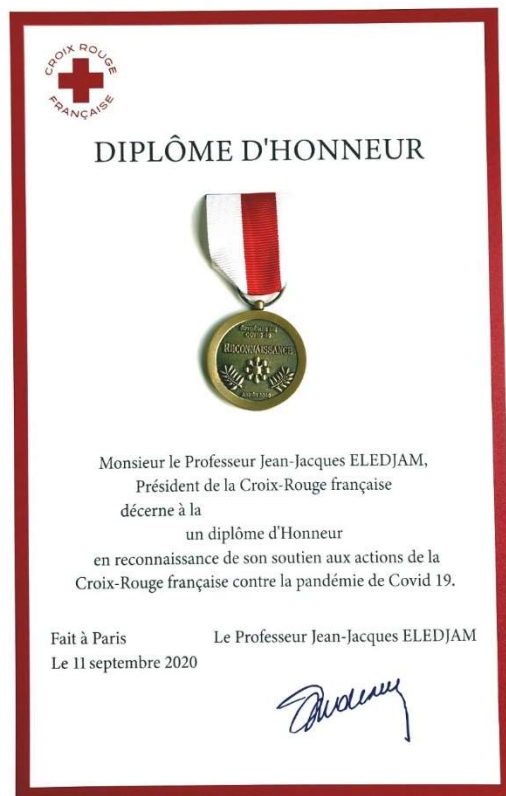 CROIX ROUGE
FRANÇAISE
DIPLÔME D'HONNEUR
COVID 19
RECONNAISSANCE
Monsieur le Professeur Jean-Jacques ELEDJAM,
Président de la Croix-Rouge française
décerne à la
un diplôme d'Honneur
en reconnaissance de son soutien aux actions de la
Croix-Rouge française contre la pandémie de Covid 19.
Fait à Paris
Le 11 septembre 2020
Le Professeur Jean-Jacques ELEDJAM